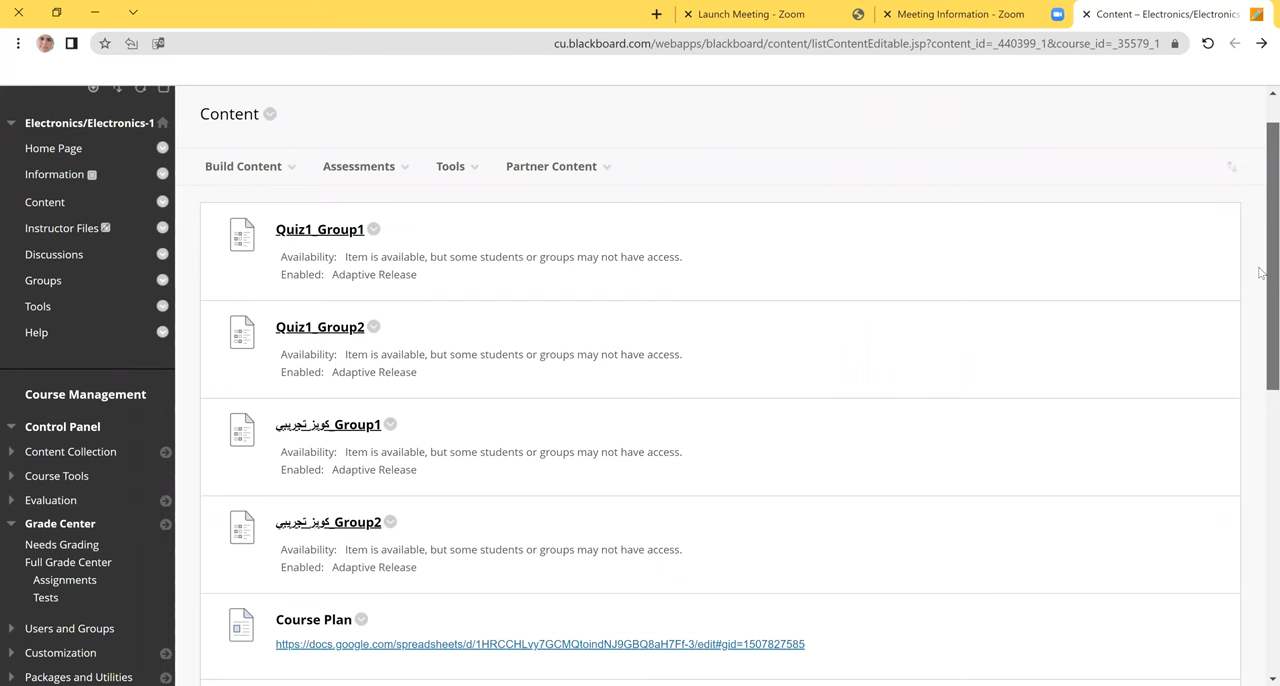 Launch Meeting - Zoom
Meeting Information - Zoom
Content – Electronics/Electronics
cu.blackboard.com/webapps/blackboard/content/listContentEditable.jsp?content_id=_440399_1&course_id=_35579_1
Electronics/Electronics-1
Home Page
Information
Content
Instructor Files
Discussions
Groups
Tools
Help
Course Management
Control Panel
Content Collection
Course Tools
Evaluation
Grade Center
Needs Grading
Full Grade Center
Assignments
Tests
Users and Groups
Customization
Packages and Utilities
Content
Build Content
Assessments
Tools
Partner Content
Quiz1_Group1
Availability: Item is available, but some students or groups may not have access.
Enabled: Adaptive Release
Quiz1_Group2
Availability: Item is available, but some students or groups may not have access.
Enabled: Adaptive Release
كويز_تجريبي_Group1
Availability: Item is available, but some students or groups may not have access.
Enabled: Adaptive Release
كويز_تجريبي_Group2
Availability: Item is available, but some students or groups may not have access.
Enabled: Adaptive Release
Course Plan
https://docs.google.com/spreadsheets/d/1HRCCHLvy7GCMQtoindNJ9GBQ8aH7Ff-3/edit#gid=1507827585